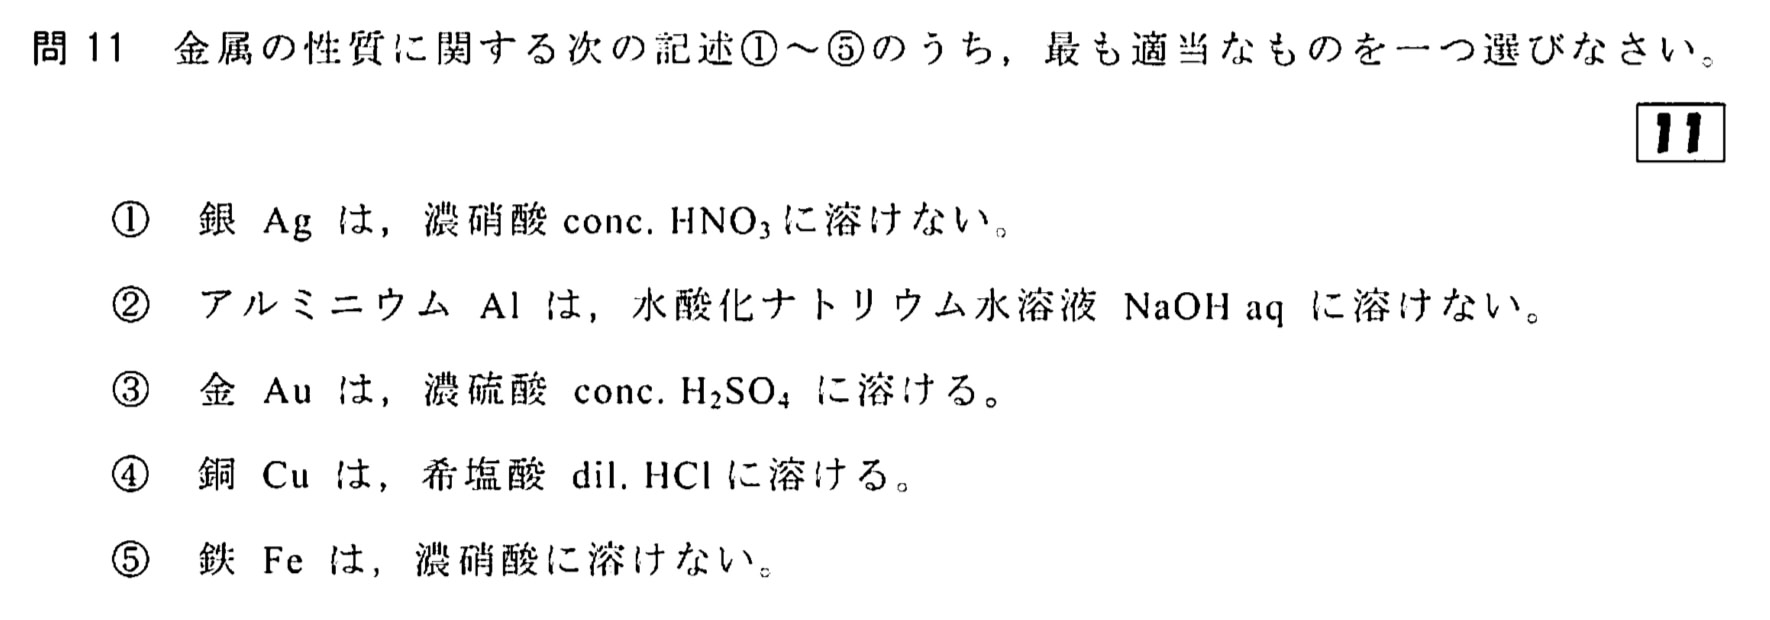 問 11 金属の性質に関する次の記述①～⑤のうち，最も適当なものを一つ選びなさい。
11
① 銀 Ag は，濃硝酸 conc. HNO₃に溶けない。
② アルミニウム Al は，水酸化ナトリウム水溶液 NaOH aq に溶けない。
③ 金 Au は，濃硫酸 conc. H₂SO₄ に溶ける。
④ 銅 Cu は，希塩酸 dil. HCl に溶ける。
⑤ 鉄 Fe は，濃硝酸に溶けない。